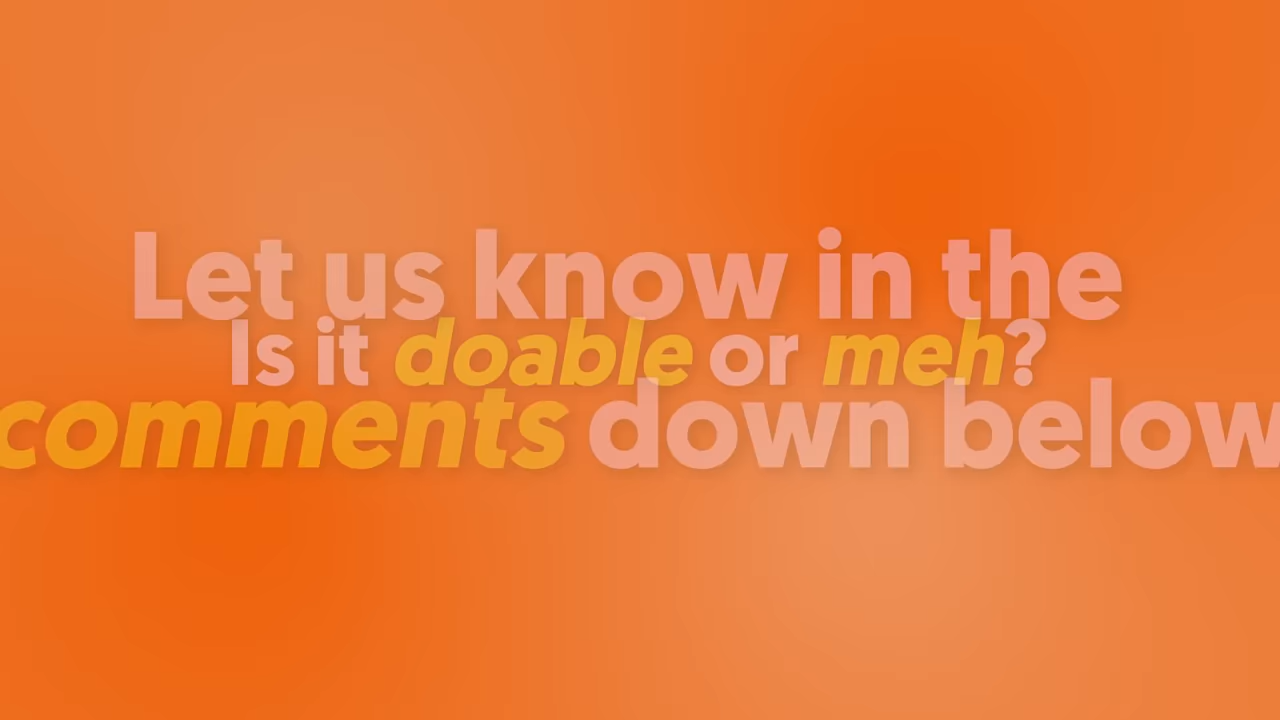 Let us know in the
Is it doable or meh?
comments down below